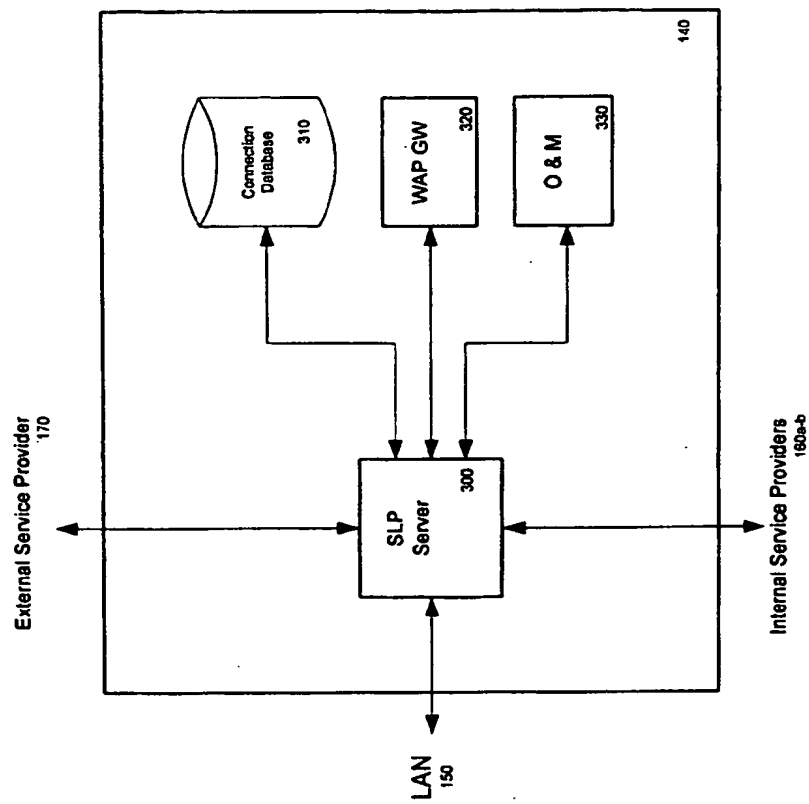 External Service Provider
170
Connection
Database
310
WAP GW
320
O & M
330
140
SLP
Server
300
LAN
150
Internal Service Providers
160a-b